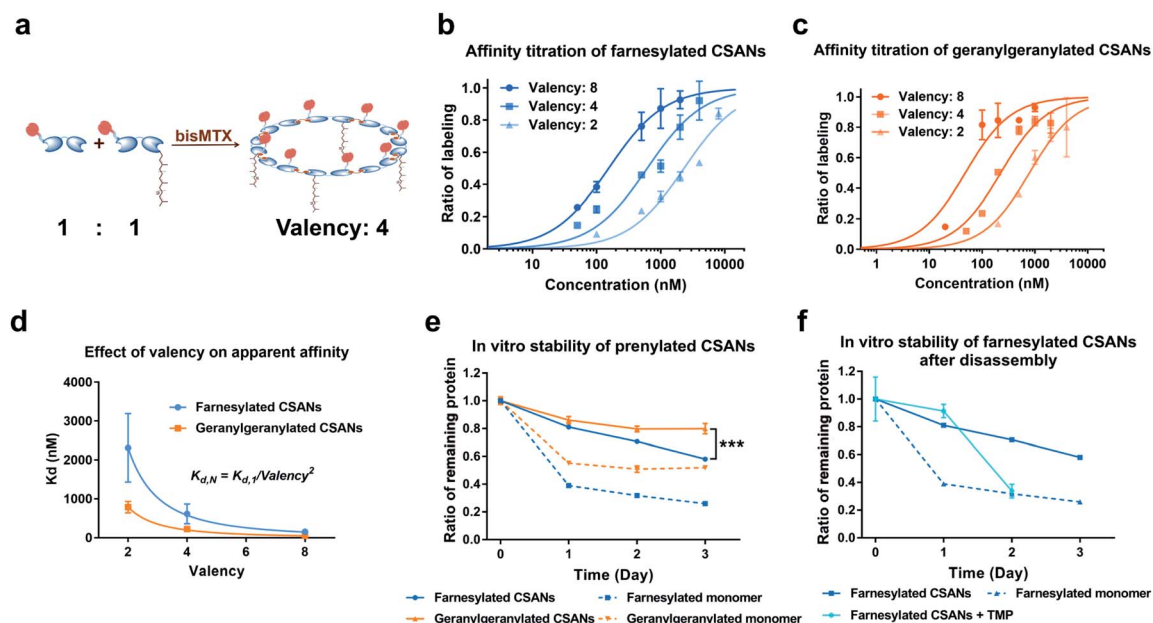 a
bisMTX
+
1 : 1
Valency: 4
b
Affinity titration of farnesylated CSANs
Ratio of labeling
1.0
0.8
0.6
0.4
0.2
0.0
Valency: 8
Valency: 4
Valency: 2
10 100 1000 10000
Concentration (nM)
c
Affinity titration of geranylgeranylated CSANs
Ratio of labeling
1.0
0.8
0.6
0.4
0.2
0.0
Valency: 8
Valency: 4
Valency: 2
1 10 100 1000 10000
Concentration (nM)
d
Effect of valency on apparent affinity
Kd (nM)
4000
3000
2000
1000
0
Farnesylated CSANs
Geranylgeranylated CSANs
Kd,N = Kd,1/Valency²
2 4 6 8
Valency
e
In vitro stability of prenylated CSANs
Ratio of remaining protein
1.2
1.0
0.8
0.6
0.4
0.2
0.0
***
0 1 2 3
Time (Day)
Farnesylated CSANs Farnesylated monomer
Geranylgeranylated CSANs Geranylgeranylated monomer
f
In vitro stability of farnesylated CSANs
after disassembly
Ratio of remaining protein
1.2
1.0
0.8
0.6
0.4
0.2
0.0
0 1 2 3
Time (Day)
Farnesylated CSANs Farnesylated monomer
Farnesylated CSANs + TMP